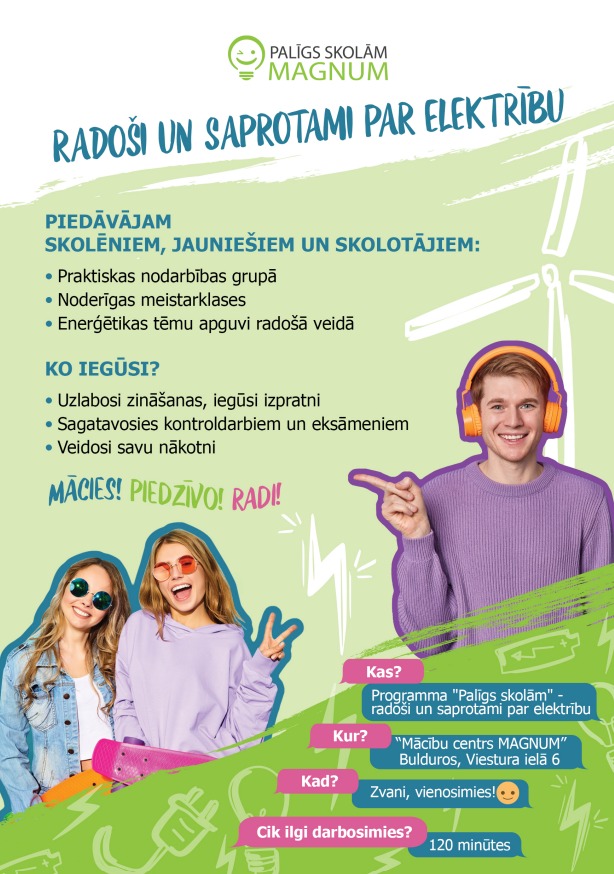 PALĪGS SKOLĀM
MAGNUM
RADOŠI UN SAPROTAMI PAR ELEKTRĪBU
PIEDĀVĀJAM
SKOLĒNIEM, JAUNIEŠIEM UN SKOLOTĀJIEM:
• Praktiskas nodarbības grupā
• Noderīgas meistarklases
• Enerģētikas tēmu apguvi radošā veidā
KO IEGŪSI?
• Uzlabosi zināšanas, iegūsi izpratni
• Sagatavosies kontroldarbiem un eksāmeniem
• Veidosi savu nākotni
MĀCIES! PIEDZĪVO! RADI!
Kas?
Programma "Palīgs skolām" -
radoši un saprotami par elektrību
Kur?
“Mācību centrs MAGNUM”
Bulduros, Viestura ielā 6
Kad?
Zvani, vienosimies!
Cik ilgi darbosimies?
120 minūtes